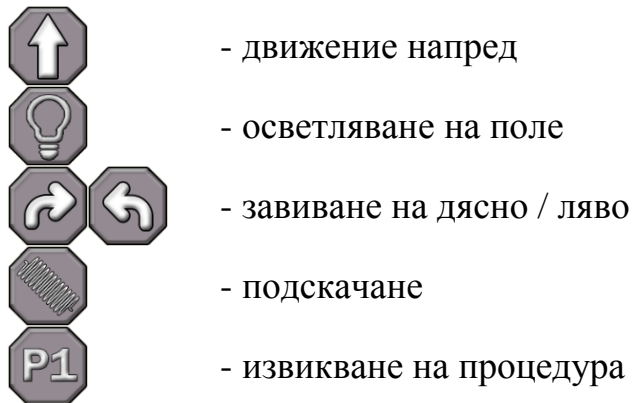 - движение напред
- осветляване на поле
- завиване на дясно / ляво
- подскачане
P1 - извикване на процедура